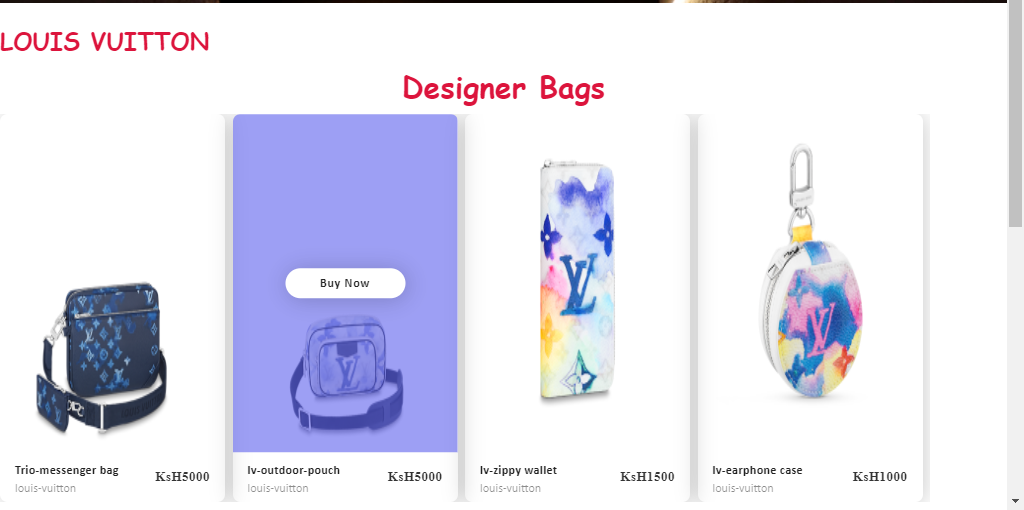 LOUIS VUITTON
Designer Bags
Buy Now
Trio-messenger bag
louis-vuitton
KsH5000
lv-outdoor-pouch
louis-vuitton
KsH5000
lv-zippy wallet
louis-vuitton
KsH1500
lv-earphone case
louis-vuitton
KsH1000